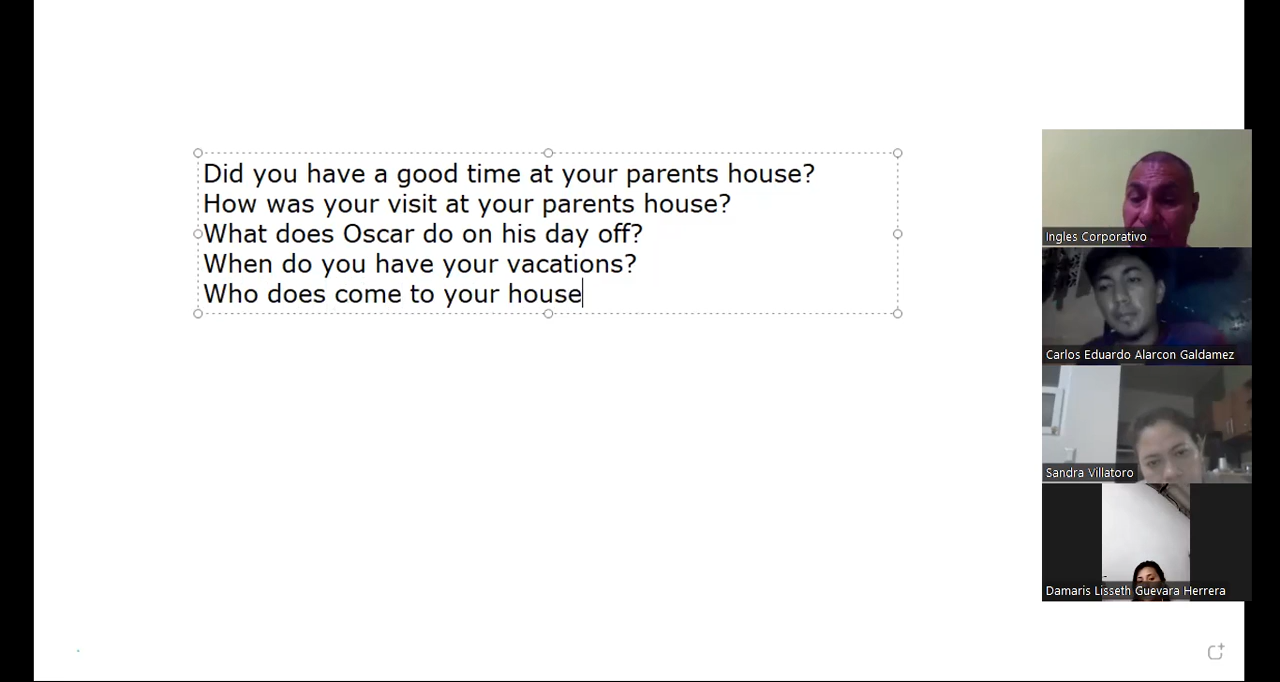 Did you have a good time at your parents house?
How was your visit at your parents house?
What does Oscar do on his day off?
When do you have your vacations?
Who does come to your house
Ingles Corporativo
Carlos Eduardo Alarcon Galdamez
Sandra Villatoro
Damaris Lisseth Guevara Herrera